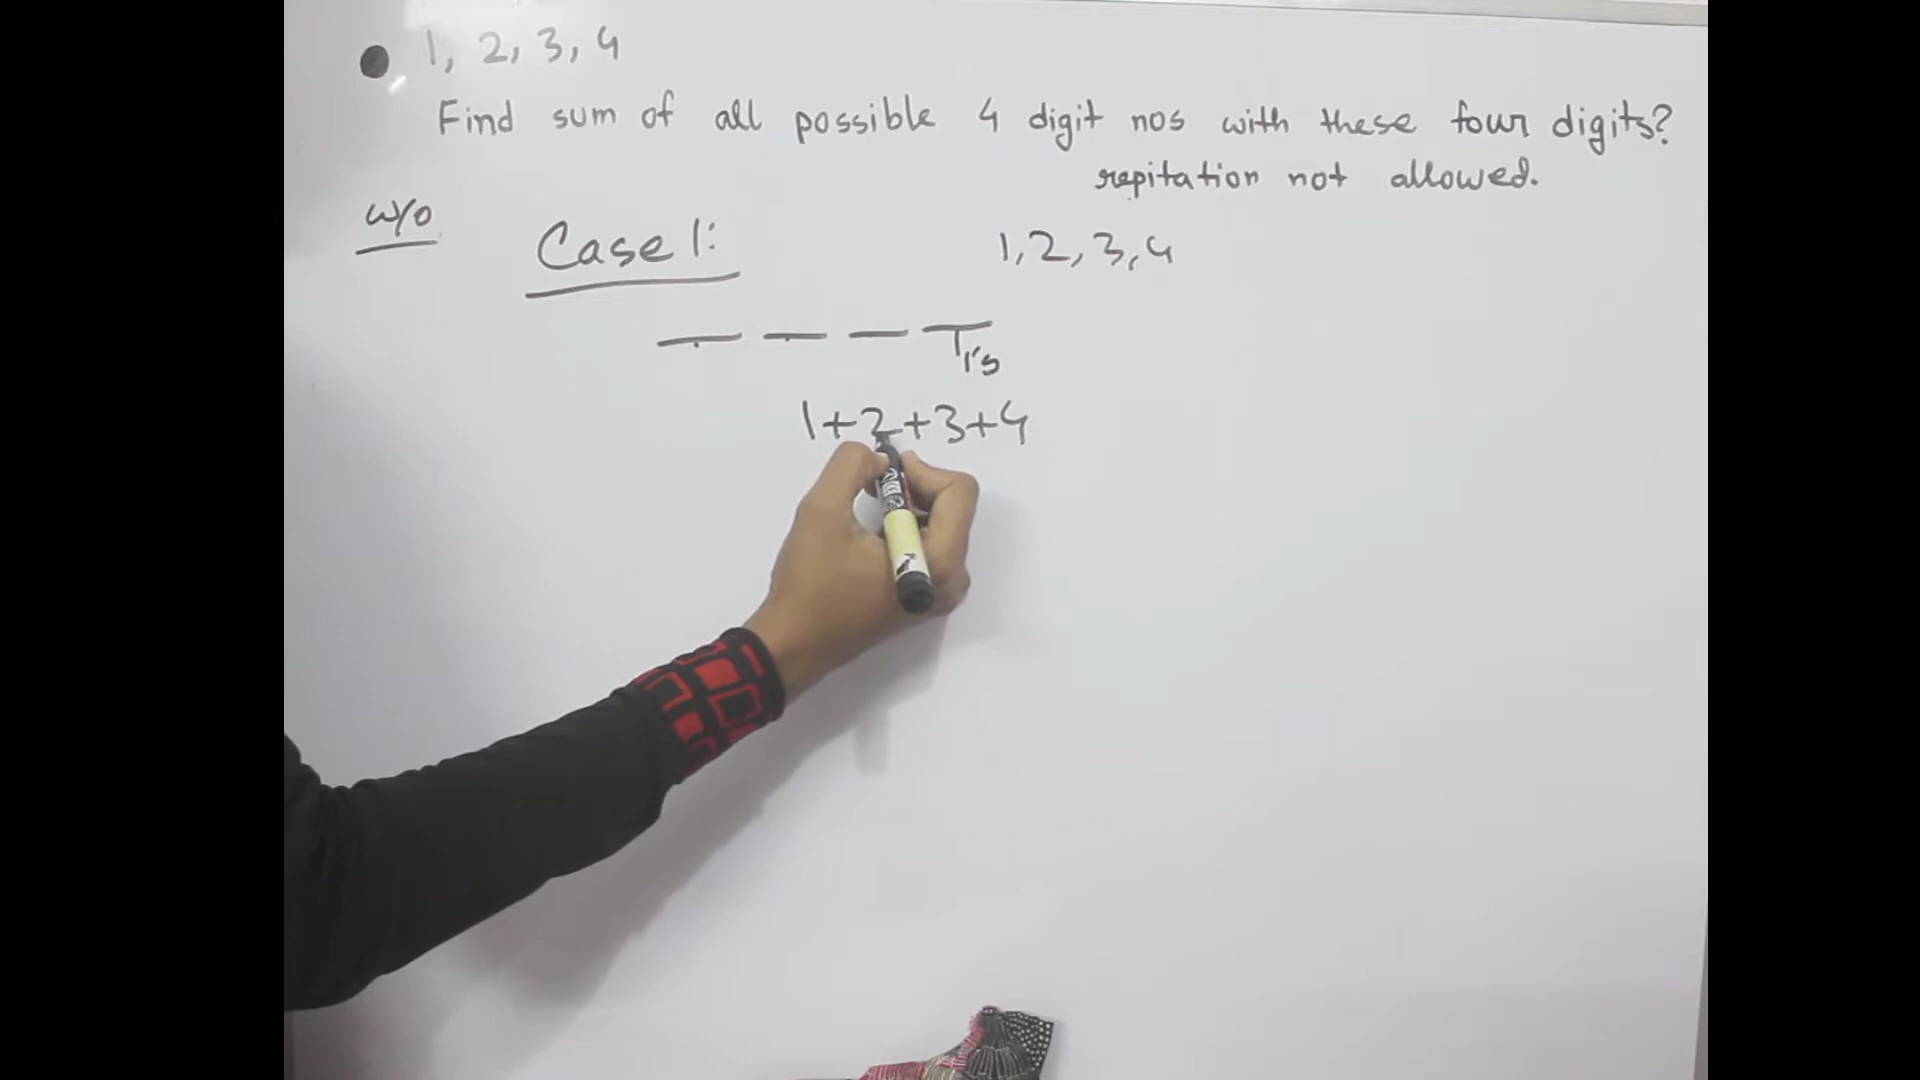 1, 2, 3, 4
Find sum of all possible 4 digit nos with these four digits?
repitation not allowed.
w/o
Case 1:
1, 2, 3, 4
1's
1+2+3+4